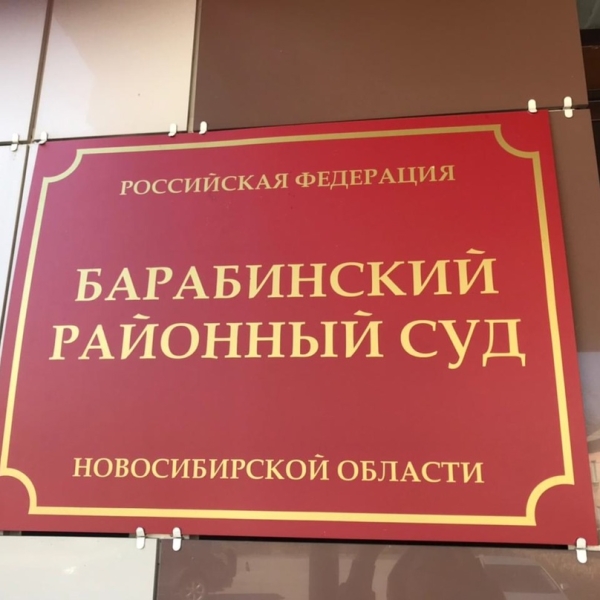 РОССИЙСКАЯ ФЕДЕРАЦИЯ
БАРАБИНСКИЙ
РАЙОННЫЙ СУД
НОВОСИБИРСКОЙ ОБЛАСТИ